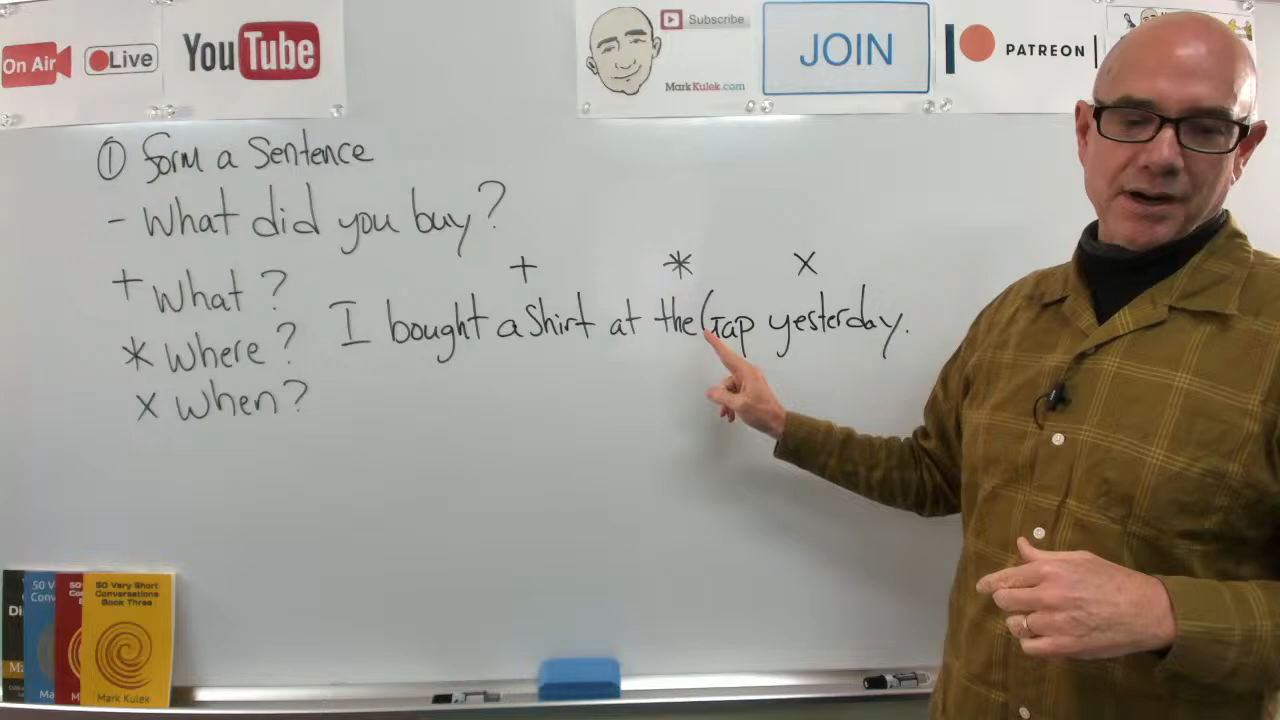 On Air
Live
YouTube
Subscribe
MarkKulek.com
JOIN
PATREON
① Form a Sentence
- What did you buy?
+ What?
* Where?
x When?
+ * x
I bought a shirt at the Gap yesterday.
50 Very Short
Conversations
Book Three
Mark Kulek